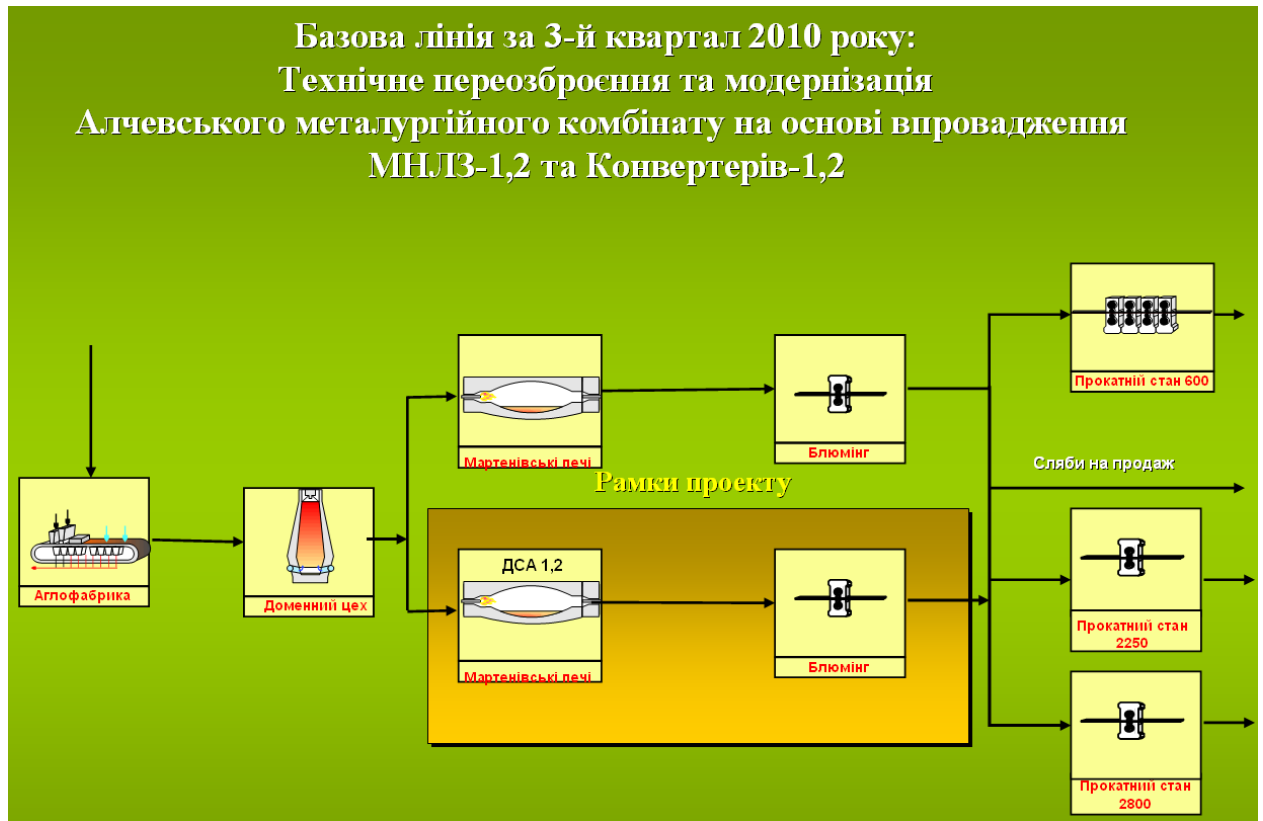 Базова лінія за 3-й квартал 2010 року:
Технічне переозброєння та модернізація
Алчевського металургійного комбінату на основі впровадження
МНЛЗ-1,2 та Конвертерів-1,2
Прокатній стан 600
Мартенівські печі
Блюмінг
Сляби на продаж
Рамки проекту
Аглофабрика
Доменний цех
ДСА 1,2
Мартенівські печі
Блюмінг
Прокатний стан
2250
Прокатний стан
2800